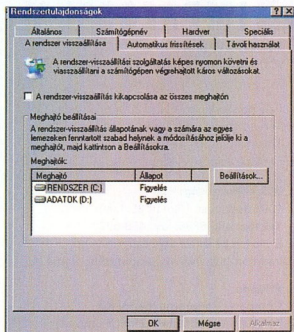 Rendszertulajdonságok
Általános
Számítógépnév
Hardver
Speciális
A rendszer visszaállítása
Automatikus frissítések
Távoli használat
A rendszer-visszaállítási szolgáltatás képes nyomon követni és
visszaállítani a számítógépen végrehajtott káros változásokat.
A rendszer-visszaállítás kikapcsolása az összes meghajtón
Meghajtó beállításai
A rendszer-visszaállítás állapotának vagy a számára az egyes
lemezeken fenntartott szabad helynek a módosításához jelölje ki a
meghajtót, majd kattintson a Beállításokra.
Meghajtók:
Meghajtó
Állapot
RENDSZER (C:)
Figyelés
ADATOK (D:)
Figyelés
Beállítások...
OK
Mégse
Alkalmaz